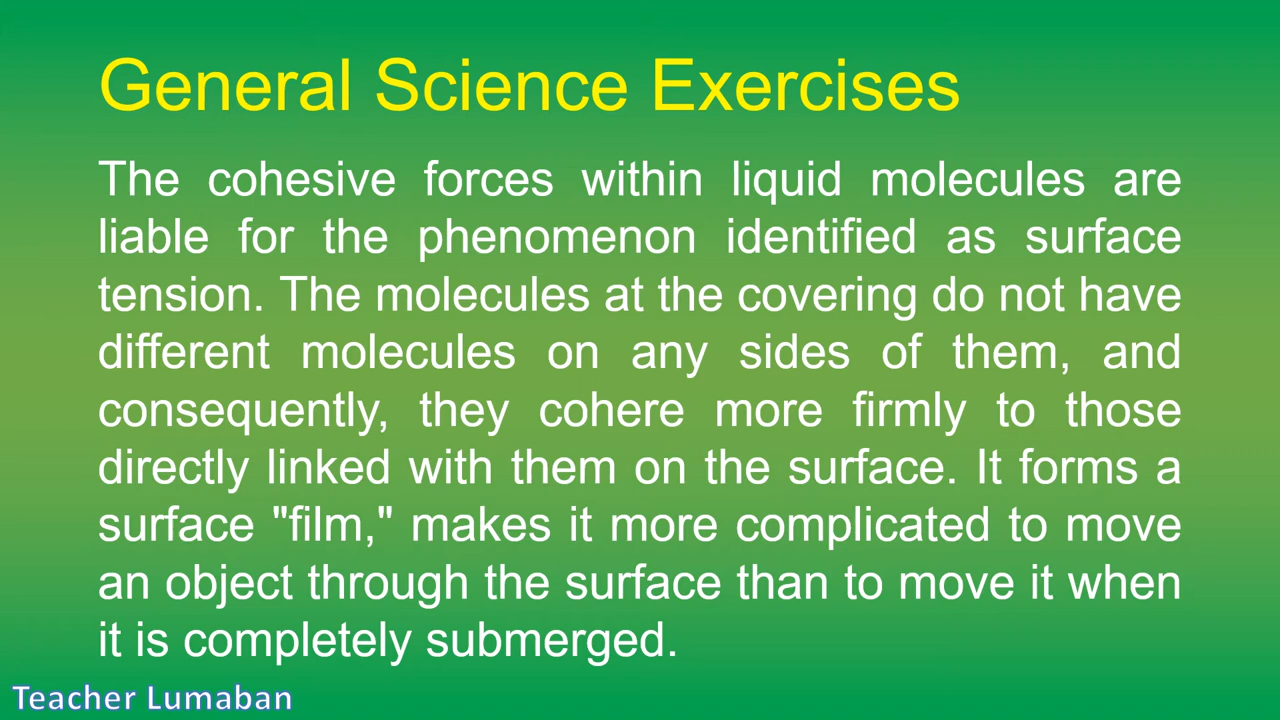 General Science Exercises
The cohesive forces within liquid molecules are
liable for the phenomenon identified as surface
tension. The molecules at the covering do not have
different molecules on any sides of them, and
consequently, they cohere more firmly to those
directly linked with them on the surface. It forms a
surface "film," makes it more complicated to move
an object through the surface than to move it when
it is completely submerged.
Teacher Lumaban